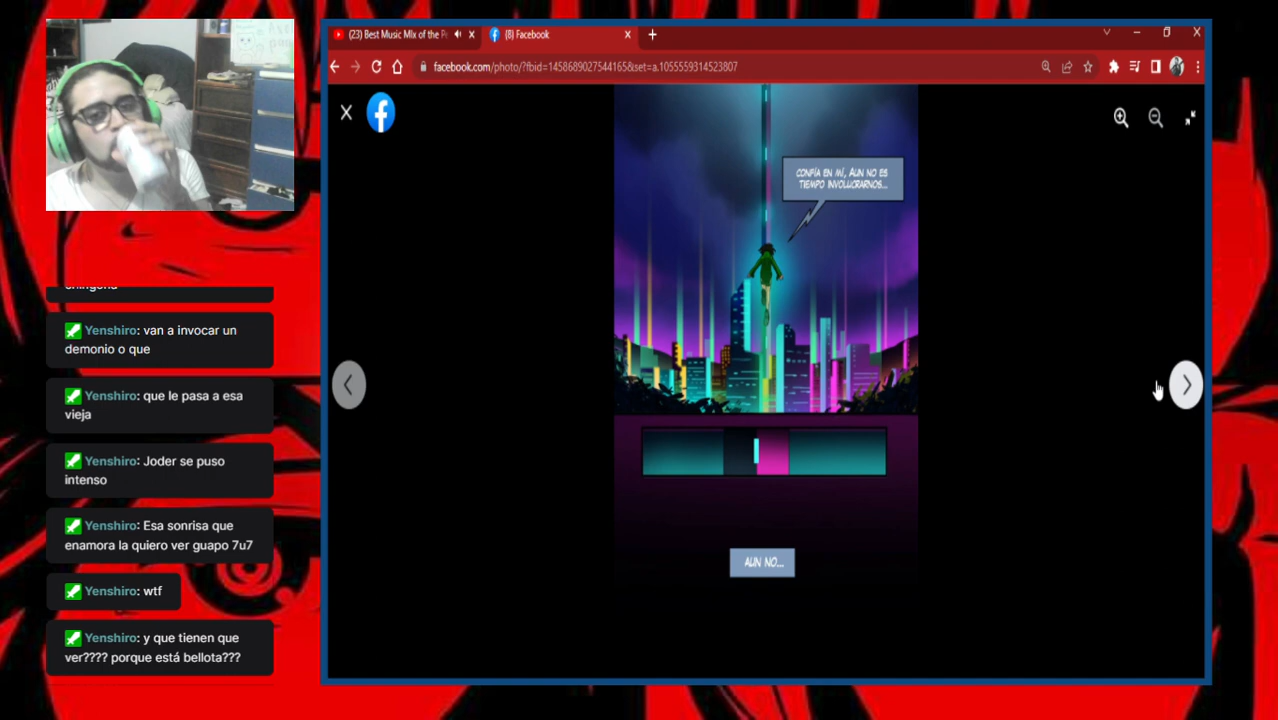 (23) Best Music Mix of the P
(8) Facebook
facebook.com/photo/?fbid=1458689027544165&set=a.1055559314523807
CONFÍA EN MÍ, AUN NO ES
TIEMPO INVOLUCRARNOS...
AUN NO...
chingona
Yenshiro: van a invocar un
demonio o que
Yenshiro: que le pasa a esa
vieja
Yenshiro: Joder se puso
intenso
Yenshiro: Esa sonrisa que
enamora la quiero ver guapo 7u7
Yenshiro: wtf
Yenshiro: y que tienen que
ver???? porque está bellota???